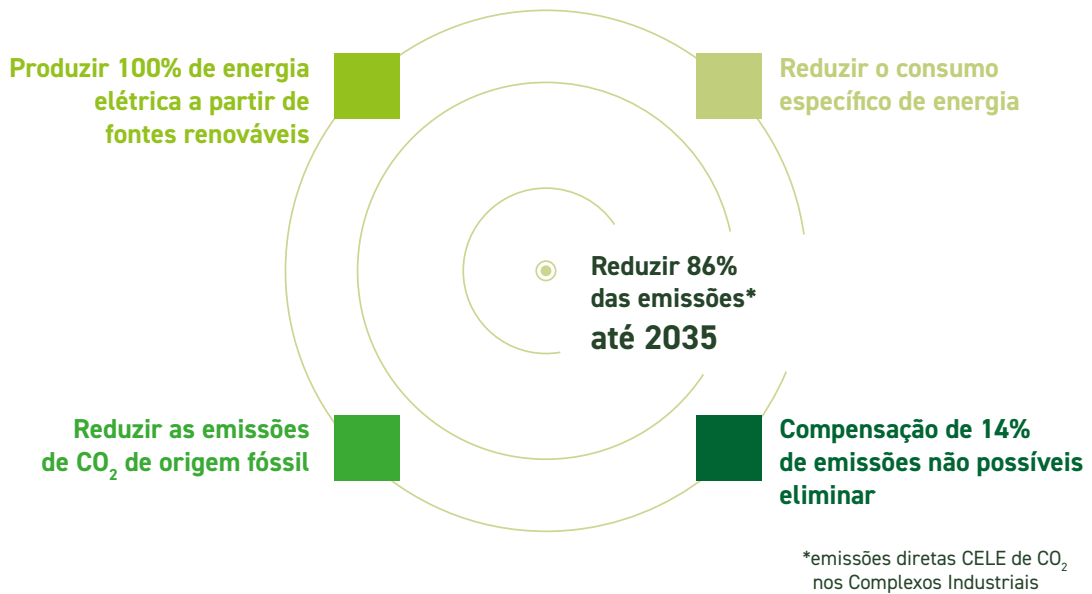 Produzir 100% de energia
elétrica a partir de
fontes renováveis
Reduzir o consumo
específico de energia
Reduzir 86%
das emissões*
até 2035
Reduzir as emissões
de CO₂ de origem fóssil
Compensação de 14%
de emissões não possíveis
eliminar
*emissões diretas CELE de CO₂
nos Complexos Industriais